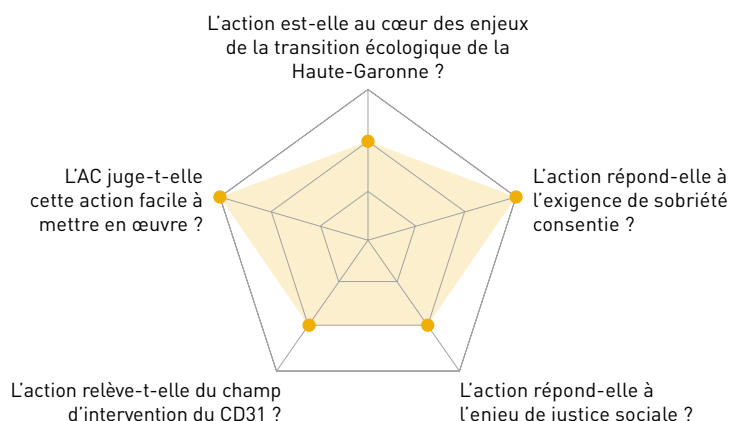 L’action est-elle au cœur des enjeux
de la transition écologique de la
Haute-Garonne ?
L’AC juge-t-elle
cette action facile à
mettre en œuvre ?
L’action répond-elle à
l’exigence de sobriété
consentie ?
L’action relève-t-elle du champ
d’intervention du CD31 ?
L’action répond-elle à
l’enieu de iustice sociale ?